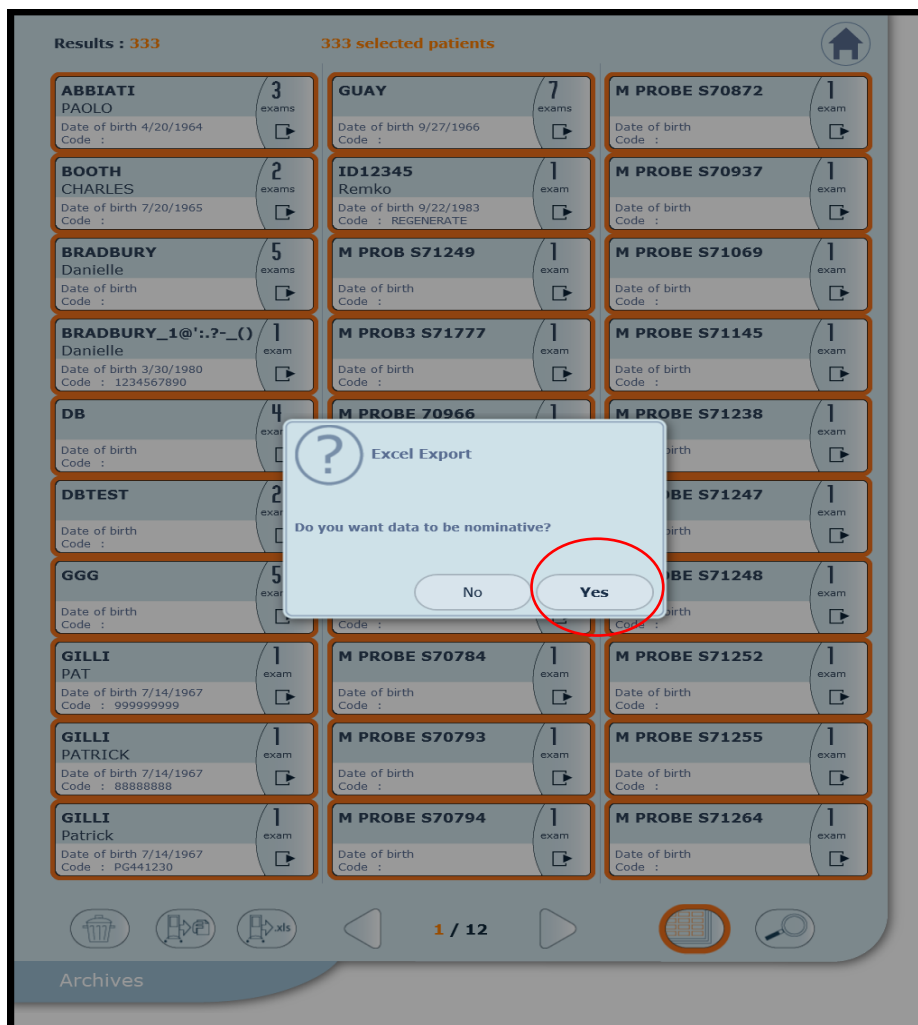 Results : 333
333 selected patients
ABBIATI
PAOLO
3
exams
Date of birth 4/20/1964
Code :
BOOTH
CHARLES
2
exams
Date of birth 7/20/1965
Code :
BRADBURY
Danielle
5
exams
Date of birth
Code :
BRADBURY_1@':.?-_()
Danielle
1
exam
Date of birth 3/30/1980
Code : 1234567890
DB
4
Date of birth
Code :
DBTEST
2
Date of birth
Code :
GGG
5
Date of birth
Code :
GILLI
PAT
1
exam
Date of birth 7/14/1967
Code : 999999999
GILLI
PATRICK
1
exam
Date of birth 7/14/1967
Code : 88888888
GILLI
Patrick
1
exam
Date of birth 7/14/1967
Code : PG441230
GUAY
7
exams
Date of birth 9/27/1966
Code :
ID12345
Remko
1
exam
Date of birth 9/22/1983
Code : REGENERATE
M PROB S71249
1
exam
Date of birth
Code :
M PROB3 S71777
1
exam
Date of birth
Code :
M PROBE 70966
1
Excel Export
Do you want data to be nominative?
No
Yes
Code :
M PROBE S70784
1
exam
Date of birth
Code :
M PROBE S70793
1
exam
Date of birth
Code :
M PROBE S70794
1
exam
Date of birth
Code :
M PROBE S70872
1
exam
Date of birth
Code :
M PROBE S70937
1
exam
Date of birth
Code :
M PROBE S71069
1
exam
Date of birth
Code :
M PROBE S71145
1
exam
Date of birth
Code :
M PROBE S71238
1
exam
birth
S71247
1
exam
birth
S71248
1
exam
birth
Code :
M PROBE S71252
1
exam
Date of birth
Code :
M PROBE S71255
1
exam
Date of birth
Code :
M PROBE S71264
1
exam
Date of birth
Code :
.xls
1 / 12
Archives